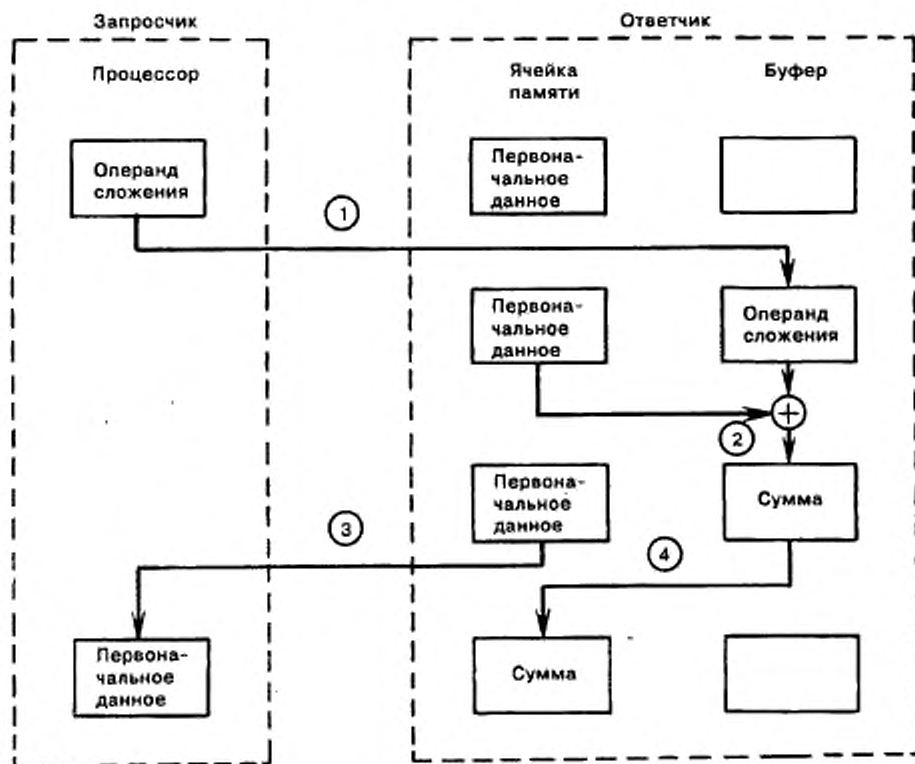 Запросчик
Ответчик
Процессор
Ячейка
памяти
Буфер
Операнд
сложения
Первона-
чальное
данное
1
Первона-
чальное
данное
Операнд
сложения
+
2
Первона-
чальное
данное
Сумма
3
4
Первона-
чальное
данное
Сумма